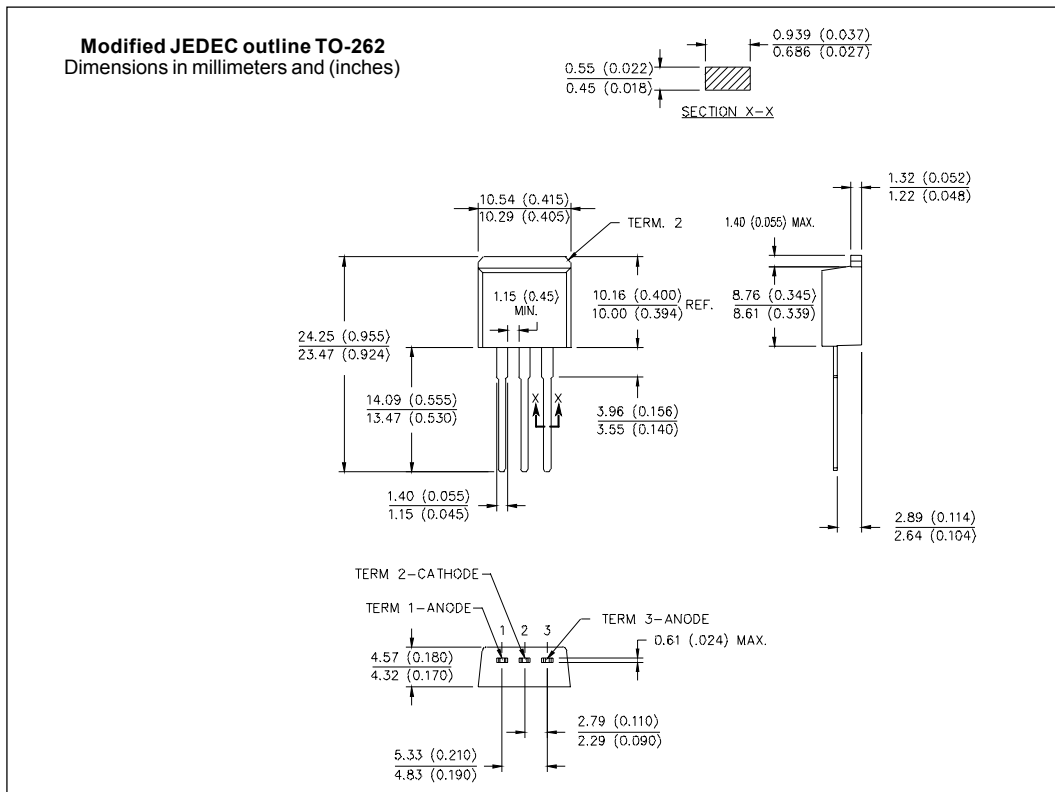 Modified JEDEC outline TO-262
Dimensions in millimeters and (inches)
0.939 (0.037)
0.686 (0.027)
0.55 (0.022)
0.45 (0.018)
SECTION X-X
1.32 (0.052)
1.22 (0.048)
10.54 (0.415)
10.29 (0.405)
TERM. 2
1.40 (0.055) MAX.
1.15 (0.45)
MIN.
10.16 (0.400)
10.00 (0.394)
REF.
8.76 (0.345)
8.61 (0.339)
24.25 (0.955)
23.47 (0.924)
14.09 (0.555)
13.47 (0.530)
X X
3.96 (0.156)
3.55 (0.140)
1.40 (0.055)
1.15 (0.045)
2.89 (0.114)
2.64 (0.104)
TERM 2-CATHODE
TERM 1-ANODE
TERM 3-ANODE
1 2 3
0.61 (.024) MAX.
4.57 (0.180)
4.32 (0.170)
2.79 (0.110)
2.29 (0.090)
5.33 (0.210)
4.83 (0.190)